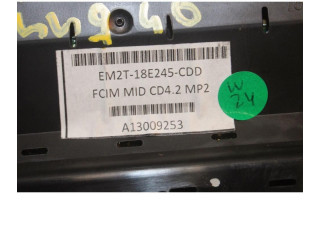 EM2T-18E245-CDD
FCIM MID CD4.2 MP2
A13009253
W
24